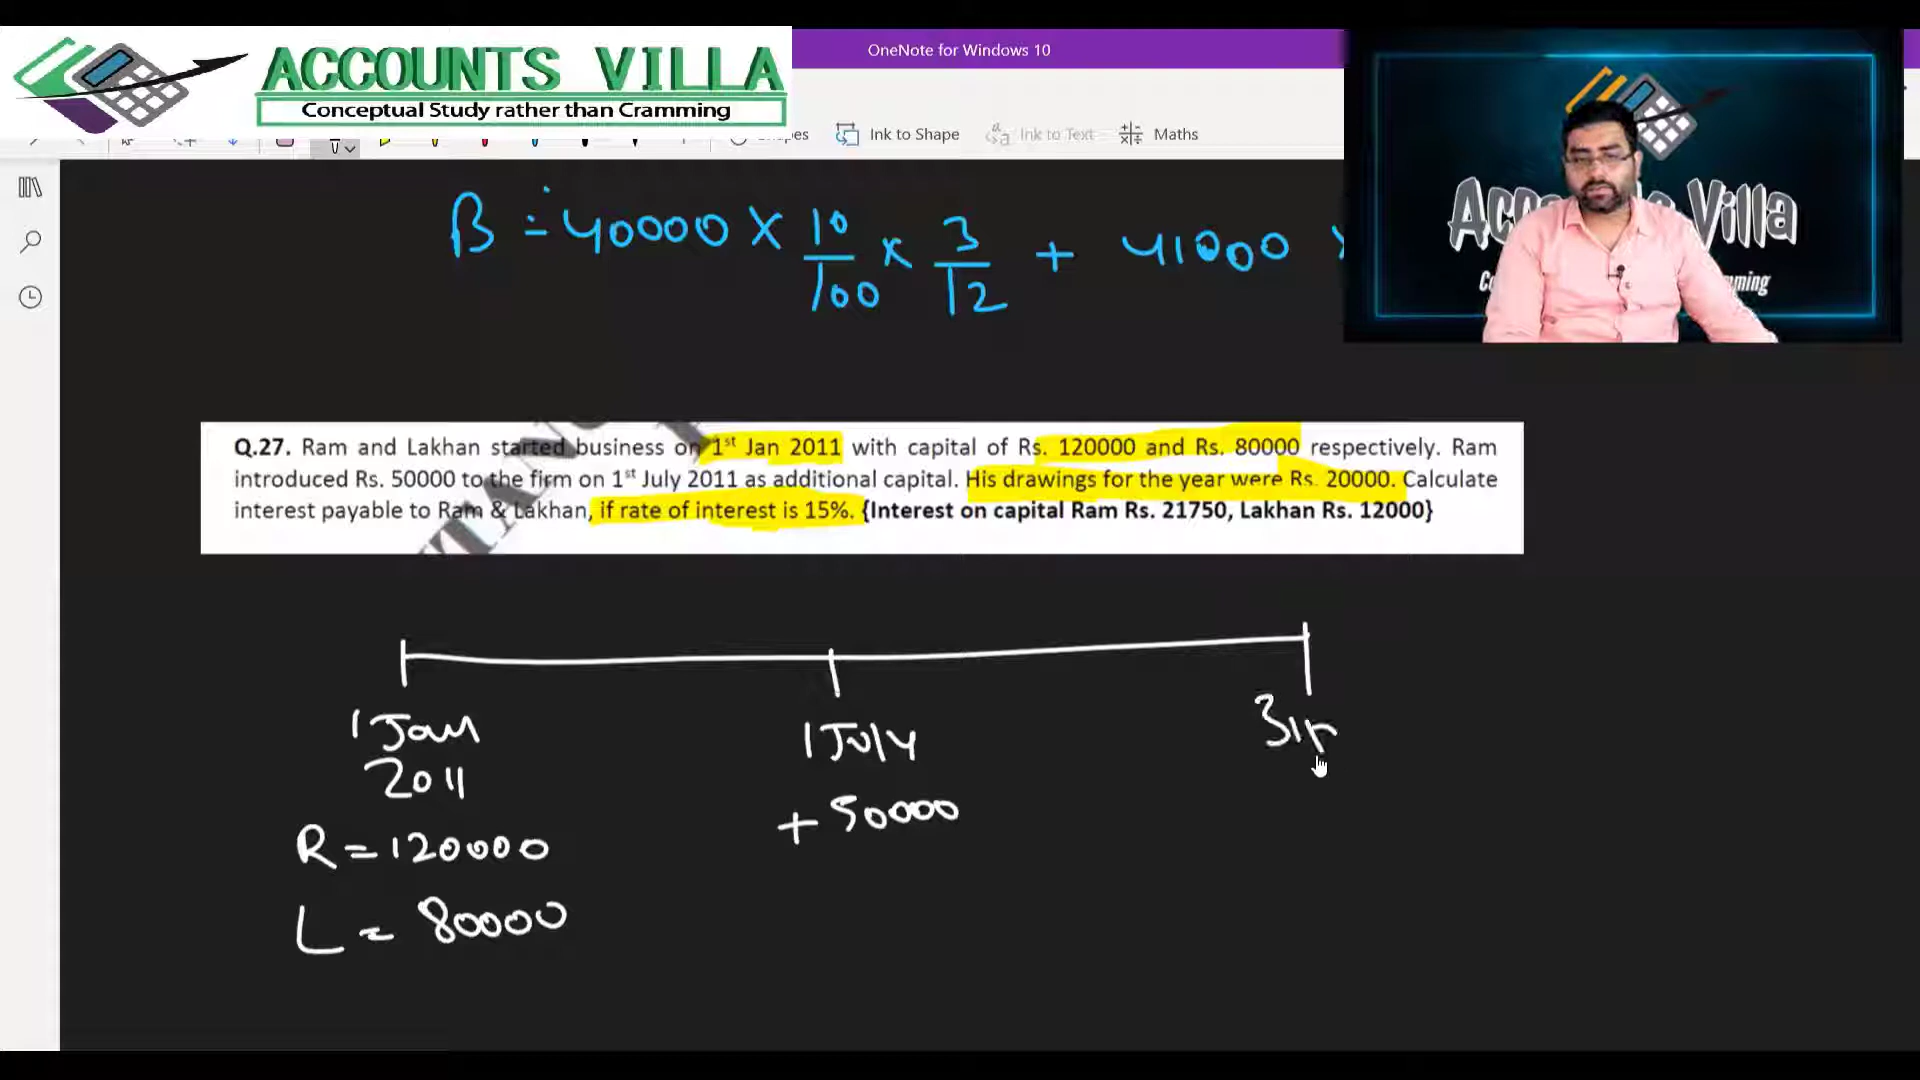 ACCOUNTS VILLA
Conceptual Study rather than Cramming
OneNote for Windows 10
Ink to Shape
Ink to Text
Maths
B = 40000 × 10/100 × 3/12 + 41000
Villa
Q.27. Ram and Lakhan started business on 1st Jan 2011 with capital of Rs. 120000 and Rs. 80000 respectively. Ram
introduced Rs. 50000 to the firm on 1st July 2011 as additional capital. His drawings for the year were Rs. 20000. Calculate
interest payable to Ram & Lakhan, if rate of interest is 15%. {Interest on capital Ram Rs. 21750, Lakhan Rs. 12000}
1 Jan
2011
1 July
31
+ 50000
R = 120000
L = 80000